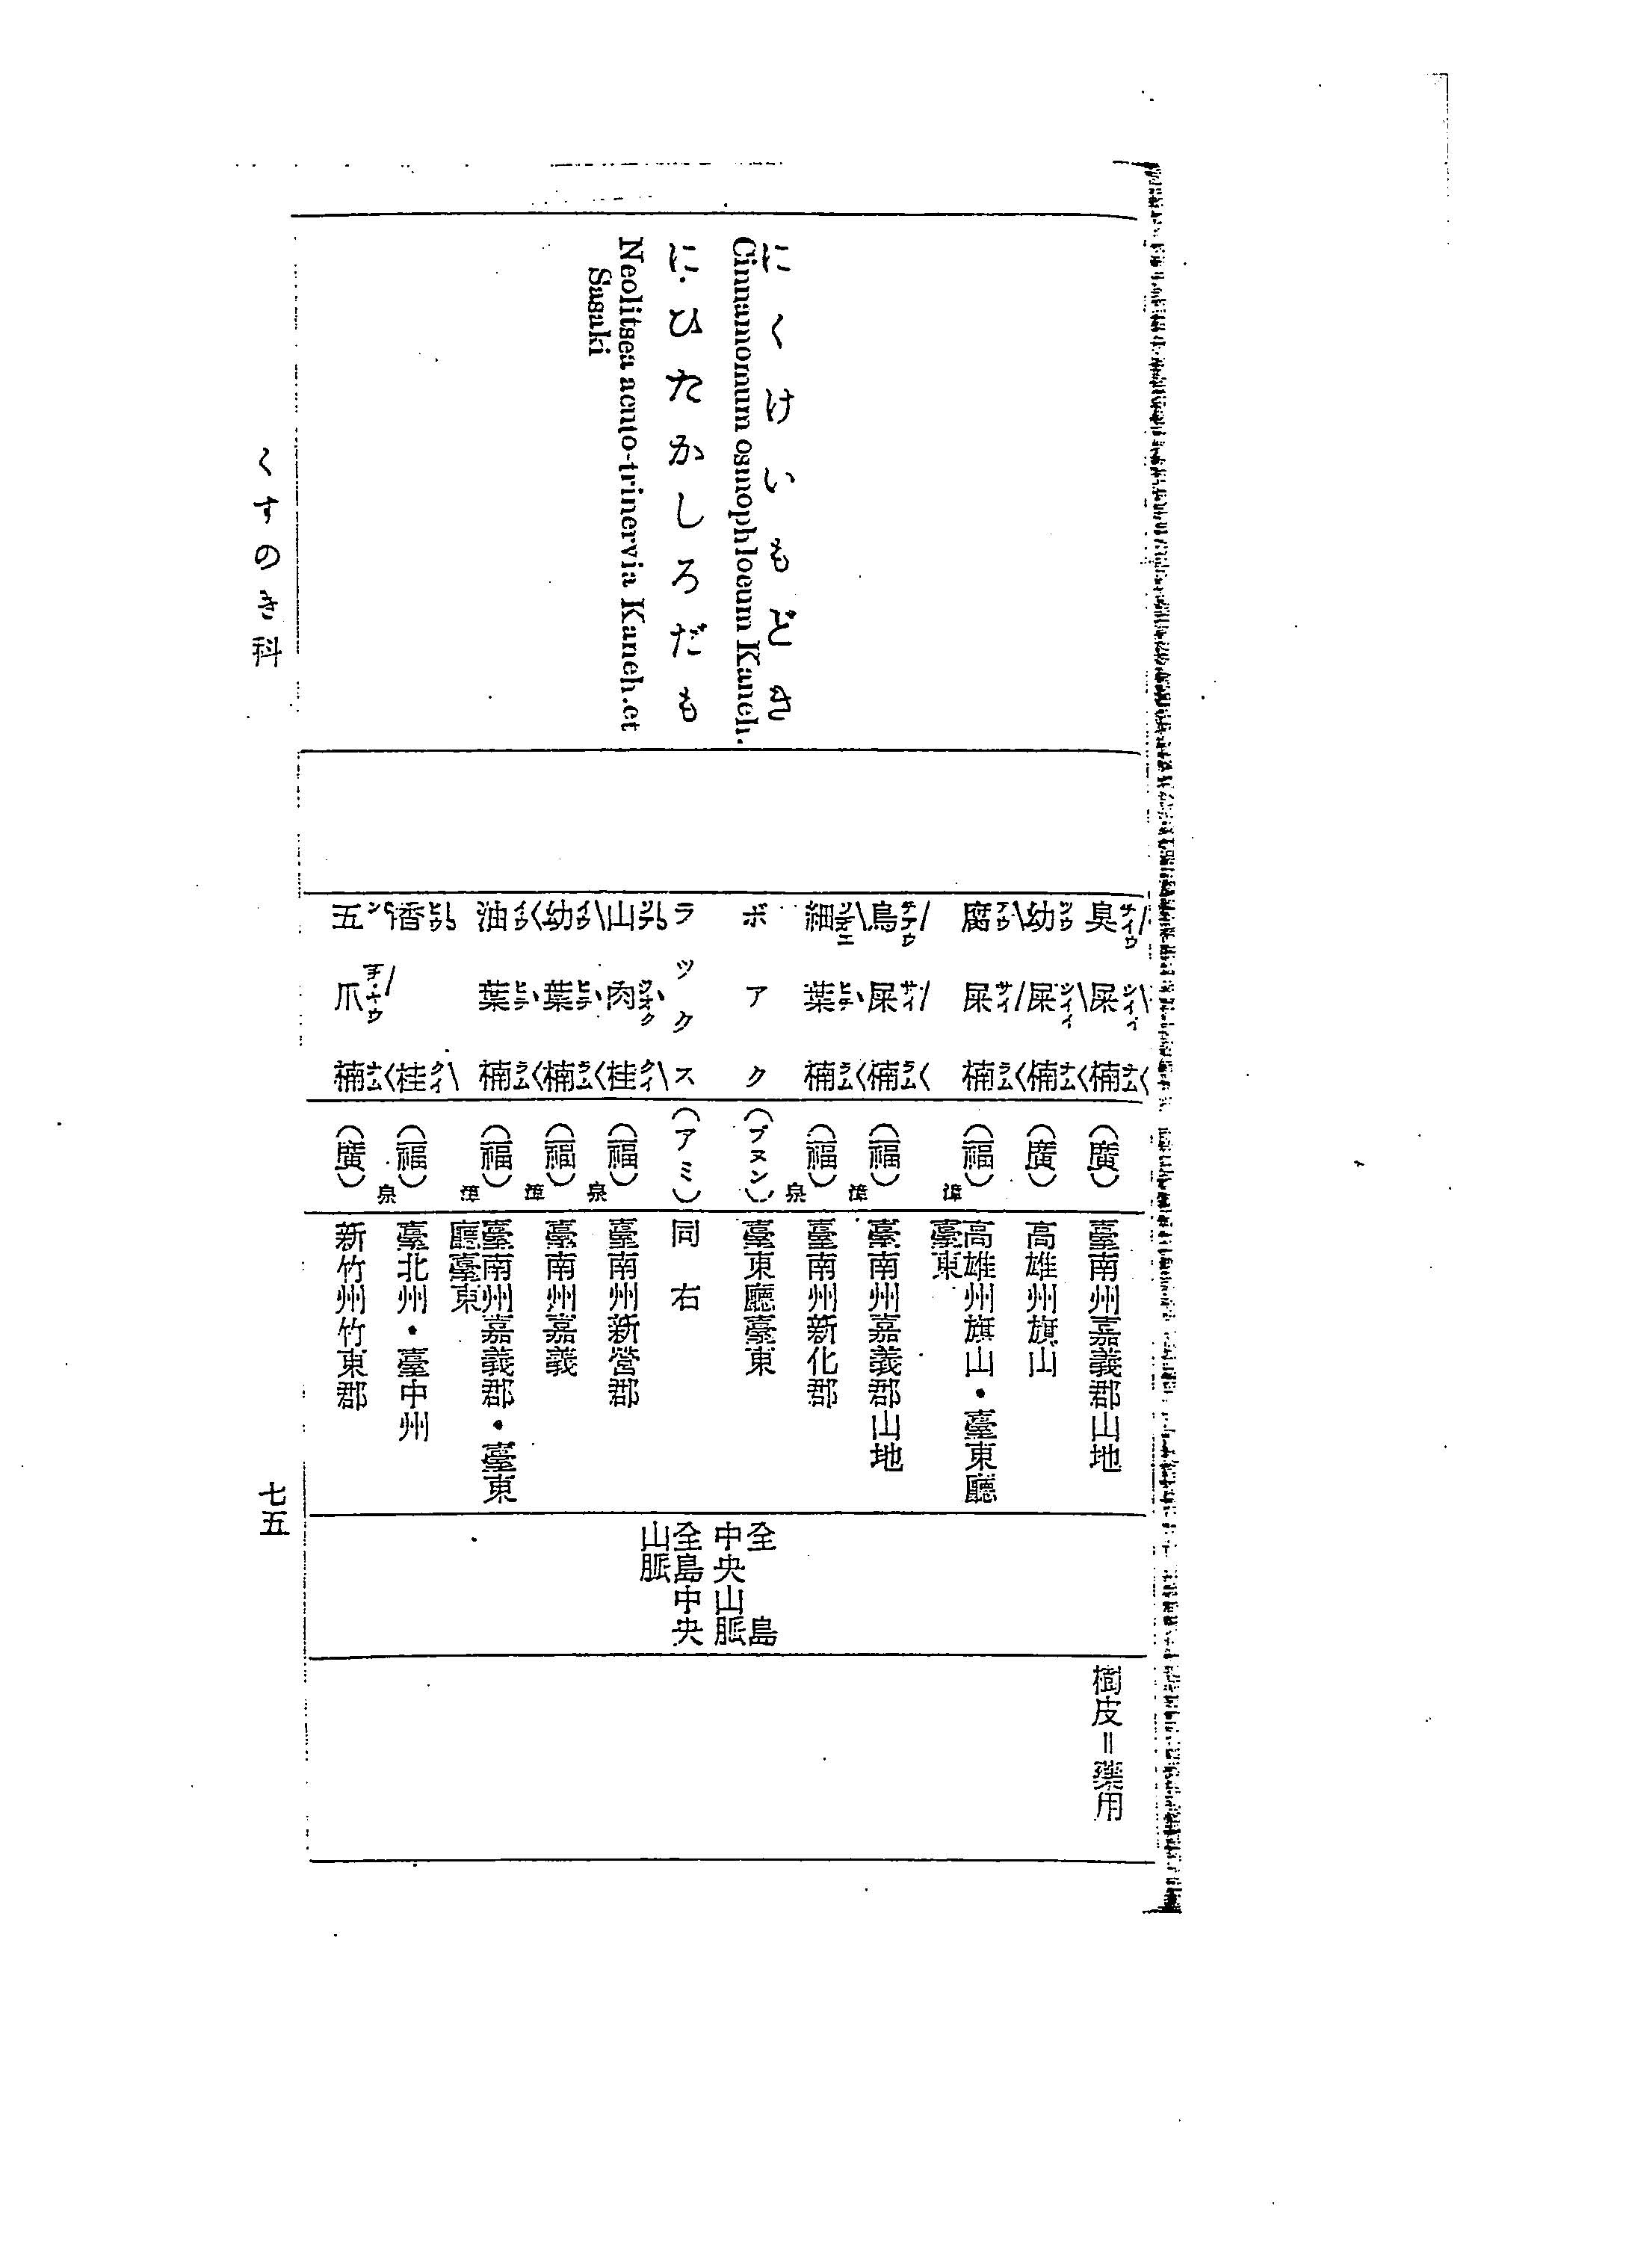 にくけいもどき
Cinnamomum osmophloeum Kaneh.
にひたかしろだも
Neolitsea acuto-trinervia Kaneh. et
Sasaki
臭屎楠
幼屎楠
腐屎楠
鳥屎楠
細葉楠
ボアク
ラックス
山肉桂
幼葉楠
油葉楠
香桂
五爪楠
(廣)
(廣)
(福)漳
(福)漳
(福)泉
(ブヌン)
(アミ)
(福)泉
(福)漳
(福)漳
(福)泉
(廣)
臺南州嘉義郡山地
高雄州旗山
高雄州旗山・臺東廳
臺東
臺南州嘉義郡山地
臺南州新化郡
臺東廳臺東
同右
臺南州新營郡
臺南州嘉義
臺南州嘉義郡・臺東
廳臺東
臺北州・臺中州
新竹州竹東郡
全島
中央山脈
全島中央
山脈
樹皮=藥用
くすのき科
七五